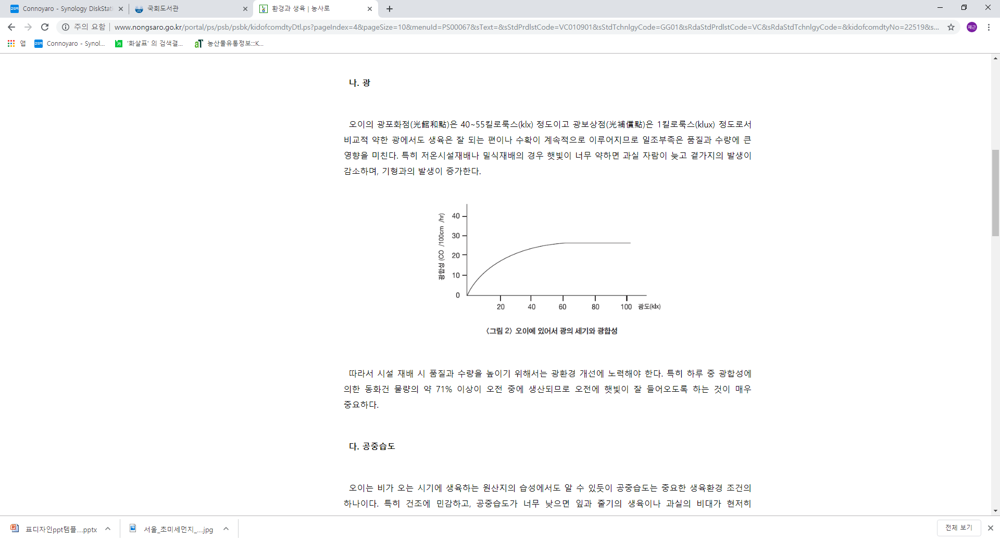 Connoyaro - Synology DiskStati
국회도서관
환경과 생육 | 농사로
주의 요함
www.nongsaro.go.kr/portal/ps/psb/psbk/kidofcomdtyDtl.ps?pageIndex=4&pageSize=10&menuId=PS00067&sText=&sStdPrdlstCode=VC010901&sStdTchnlgyCode=GG01&sRdaStdPrdlstCode=VC&sRdaStdTchnlgyCode=&kidofcomdtyNo=22519&s...
재근
앱
DSM Connoyaro - Synol...
'화살표' 의 검색결...
aT 농산물유통정보:::K...
나. 광
오이의 광포화점(光館和點)은 40~55킬로룩스(klx) 정도이고 광보상점(光補償點)은 1킬로룩스(klux) 정도로서
비교적 약한 광에서도 생육은 잘 되는 편이나 수확이 계속적으로 이루어지므로 일조부족은 품질과 수량에 큰
영향을 미친다. 특히 저온시설재배나 밀식재배의 경우 햇빛이 너무 약하면 과실 자람이 늦고 곁가지의 발생이
감소하며, 기형과의 발생이 증가한다.
광합성 (CO /100cm /hr)
40
30
20
10
0
20 40 60 80 100 광도(klx)
〈그림 2〉 오이에 있어서 광의 세기와 광합성
따라서 시설 재배 시 품질과 수량을 높이기 위해서는 광환경 개선에 노력해야 한다. 특히 하루 중 광합성에
의한 동화건 물량의 약 71% 이상이 오전 중에 생산되므로 오전에 햇빛이 잘 들어오도록 하는 것이 매우
중요하다.
다. 공중습도
오이는 비가 오는 시기에 생육하는 원산지의 습성에서도 알 수 있듯이 공중습도는 중요한 생육환경 조건의
하나이다. 특히 건조에 민감하고, 공중습도가 너무 낮으면 잎과 줄기의 생육이나 과실의 비대가 현저히
표디자인ppt템플....pptx
서울_초미세먼지_....jpg
전체 보기